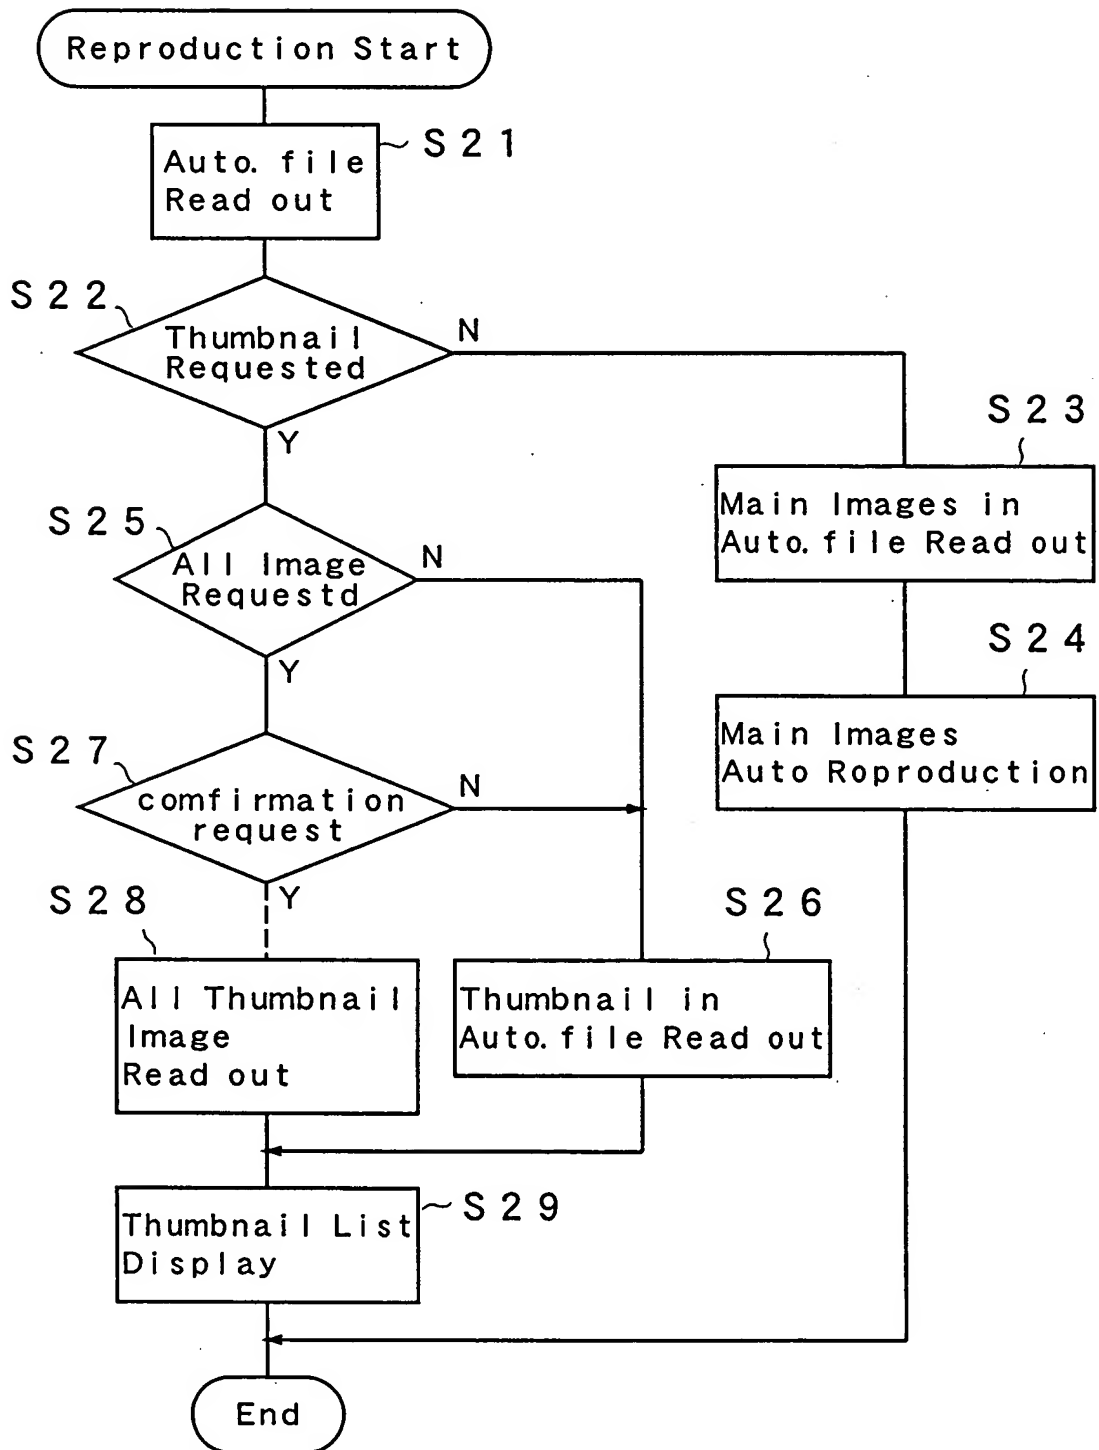 Reproduction Start
S21
Auto. file
Read out
S22
Thumbnail
Requested
N
Y
S23
Main Images in
Auto.file Read out
S25
All Image
Requestd
N
Y
S24
Main Images
Auto Roproduction
S27
comfirmation
request
N
Y
S28
All Thumbnail
Image
Read out
S26
Thumbnail in
Auto.file Read out
S29
Thumbnail List
Display
End